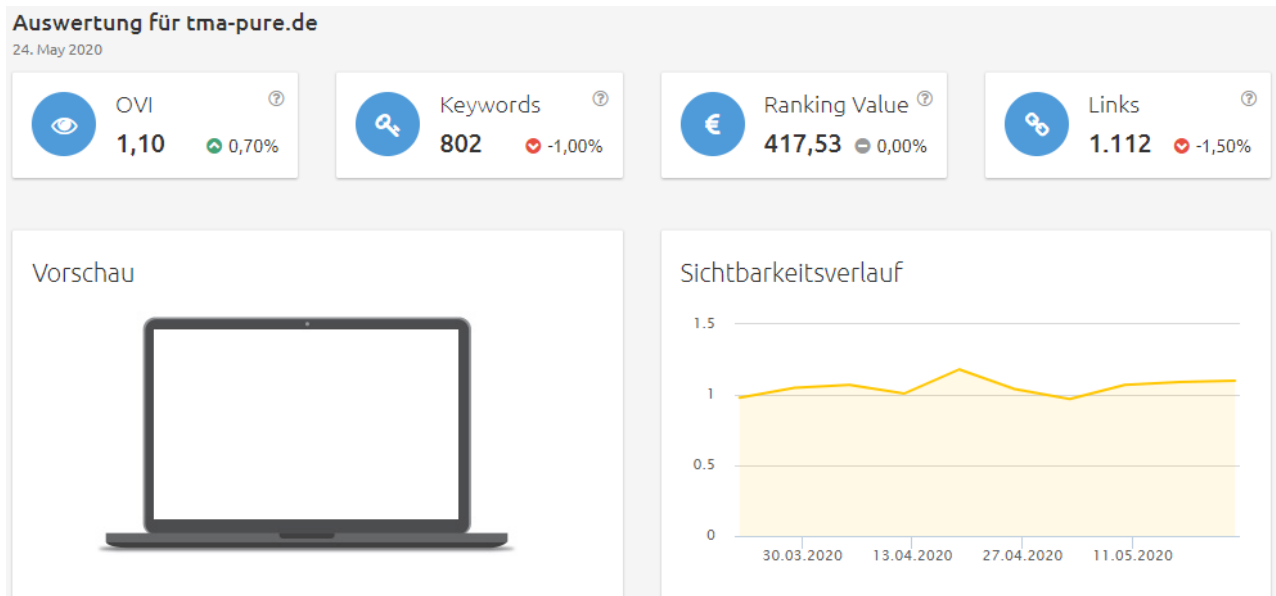 Auswertung für tma-pure.de
24. May 2020
OVI
1,10 0,70%
Keywords
802 -1,00%
Ranking Value
417,53 0,00%
Links
1.112 -1,50%
Vorschau
Sichtbarkeitsverlauf
1.5
1
0.5
0
30.03.2020 13.04.2020 27.04.2020 11.05.2020